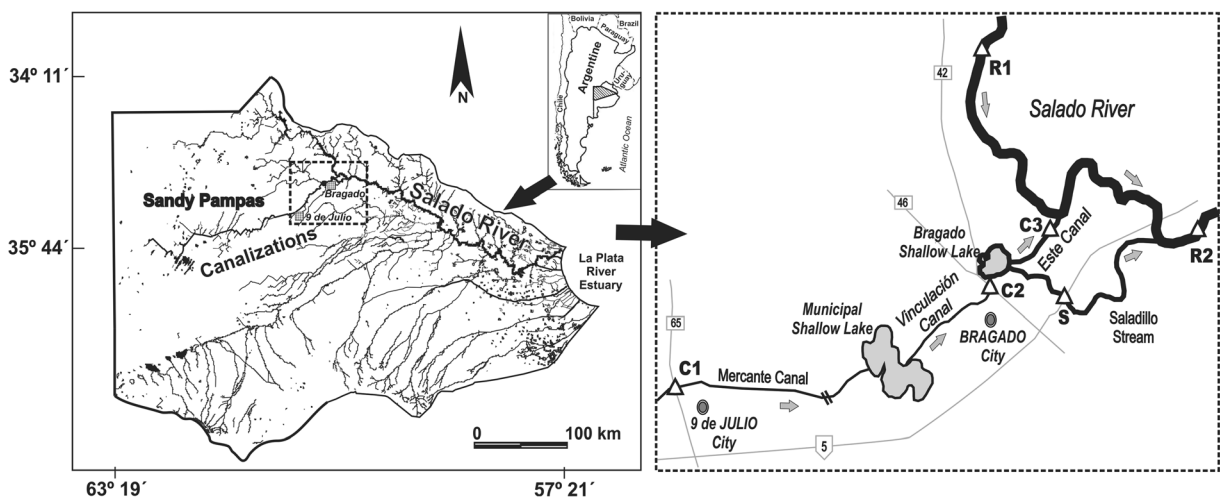 34º 11´
35º 44´
63º 19´
57º 21´
N
Sandy Pampas
Canalizations
Bragado
9 de Julio
Salado River
La Plata
River
Estuary
0
100 km
Bolivia
Brazil
Paraguay
Argentine
Uru-
guay
Chile
Atlantic Ocean
42
R1
Salado River
46
Bragado
Shallow Lake
C3
Este Canal
R2
C2
Vinculación
Canal
S
Saladillo
Stream
Municipal
Shallow Lake
BRAGADO
City
65
C1
Mercante Canal
9 de JULIO
City
5